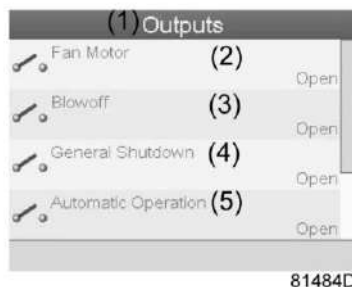 (1) Outputs
Fan Motor (2)
Open
Blowoff (3)
Open
General Shutdown (4)
Open
Automatic Operation (5)
Open
81484D